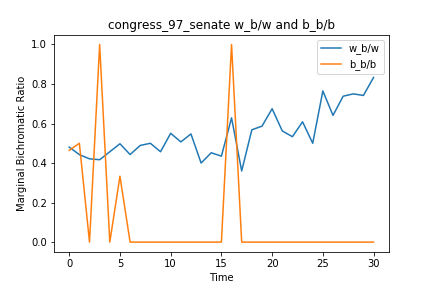 congress_97_senate w_b/w and b_b/b
w_b/w
b_b/b
Marginal Bichromatic Ratio
1.0
0.8
0.6
0.4
0.2
0.0
0 5 10 15 20 25 30
Time